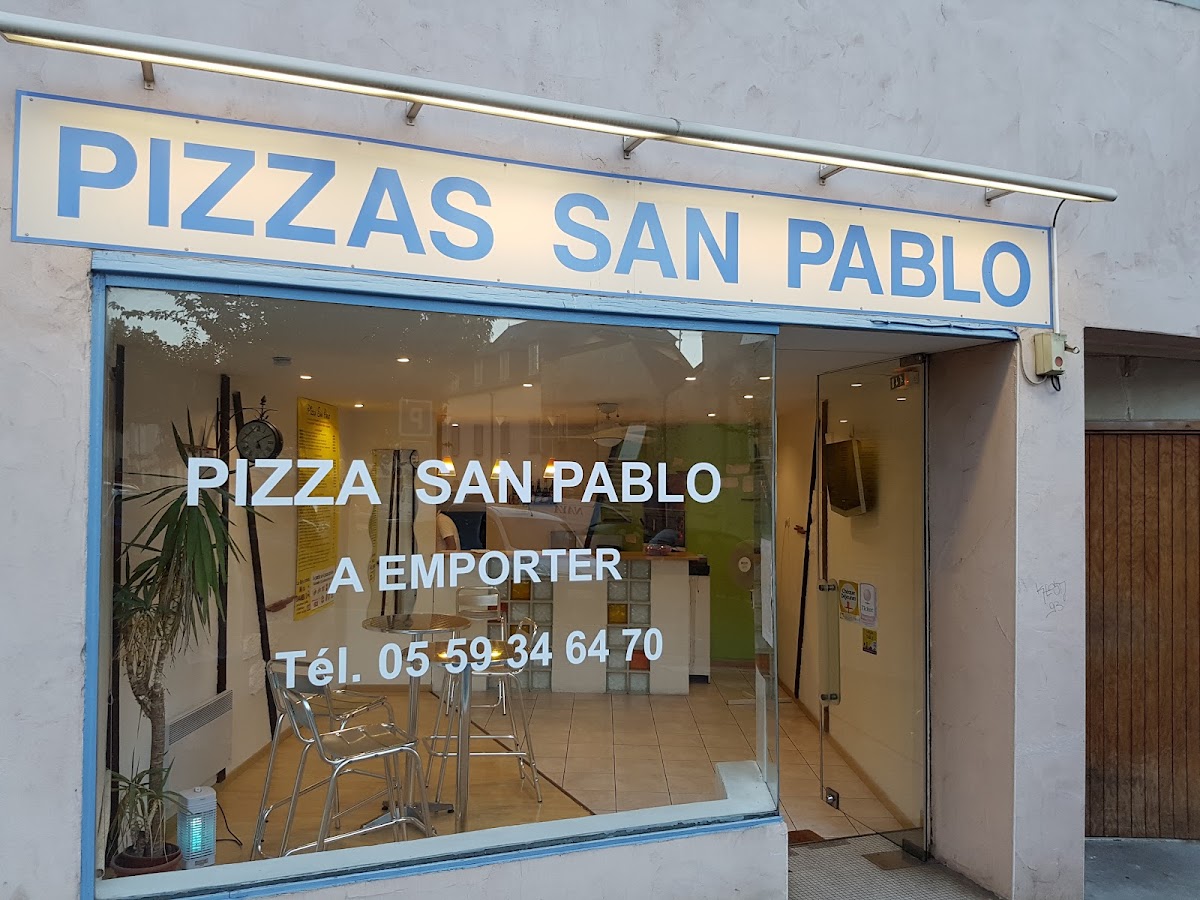 PIZZAS SAN PABLO
PIZZA SAN PABLO
A EMPORTER
Tél. 05 59 34 64 70